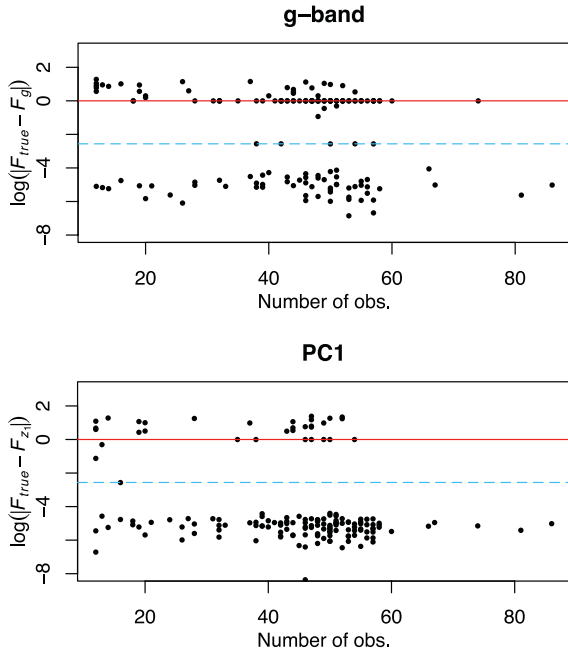 g−band
log(|F_true − F_g|)
2
0
−4
−8
20 40 60 80
Number of obs.
PC1
log(|F_true − F_z₁|)
2
0
−4
−8
20 40 60 80
Number of obs.